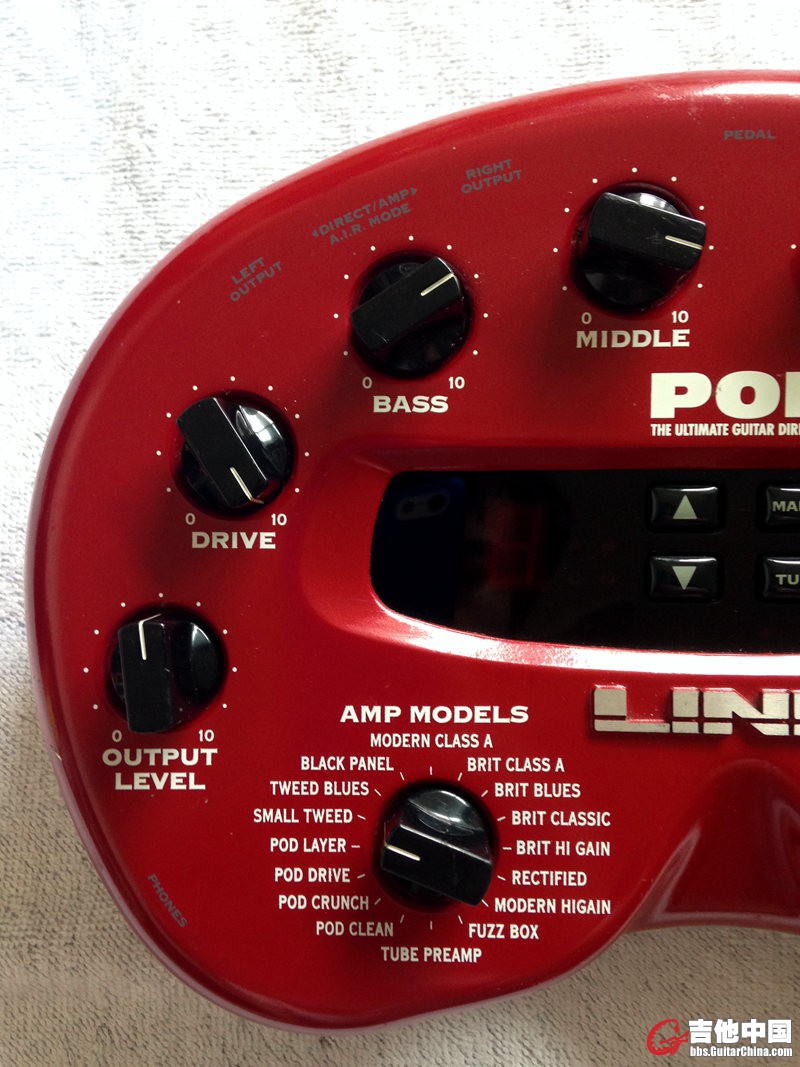 PEDAL
RIGHT
OUTPUT
◂DIRECT/AMP▸
A.I.R. MODE
LEFT
OUTPUT
0 10
MIDDLE
0 10
BASS
THE ULTIMATE GUITAR
0 10
DRIVE
▲
▼
0 10
OUTPUT
LEVEL
AMP MODELS
MODERN CLASS A
BLACK PANEL
BRIT CLASS A
TWEED BLUES
BRIT BLUES
SMALL TWEED
BRIT CLASSIC
POD LAYER
BRIT HI GAIN
POD DRIVE
RECTIFIED
POD CRUNCH
MODERN HIGAIN
POD CLEAN
FUZZ BOX
TUBE PREAMP
PHONES
吉他中国
bbs.GuitarChina.com